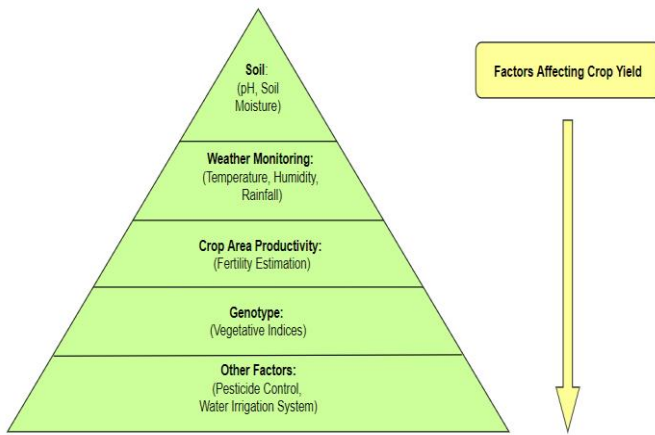 Soil:
(pH, Soil
Moisture)
Factors Affecting Crop Yield
Weather Monitoring:
(Temperature, Humidity,
Rainfall)
Crop Area Productivity:
(Fertility Estimation)
Genotype:
(Vegetative Indices)
Other Factors:
(Pesticide Control,
Water Irrigation System)